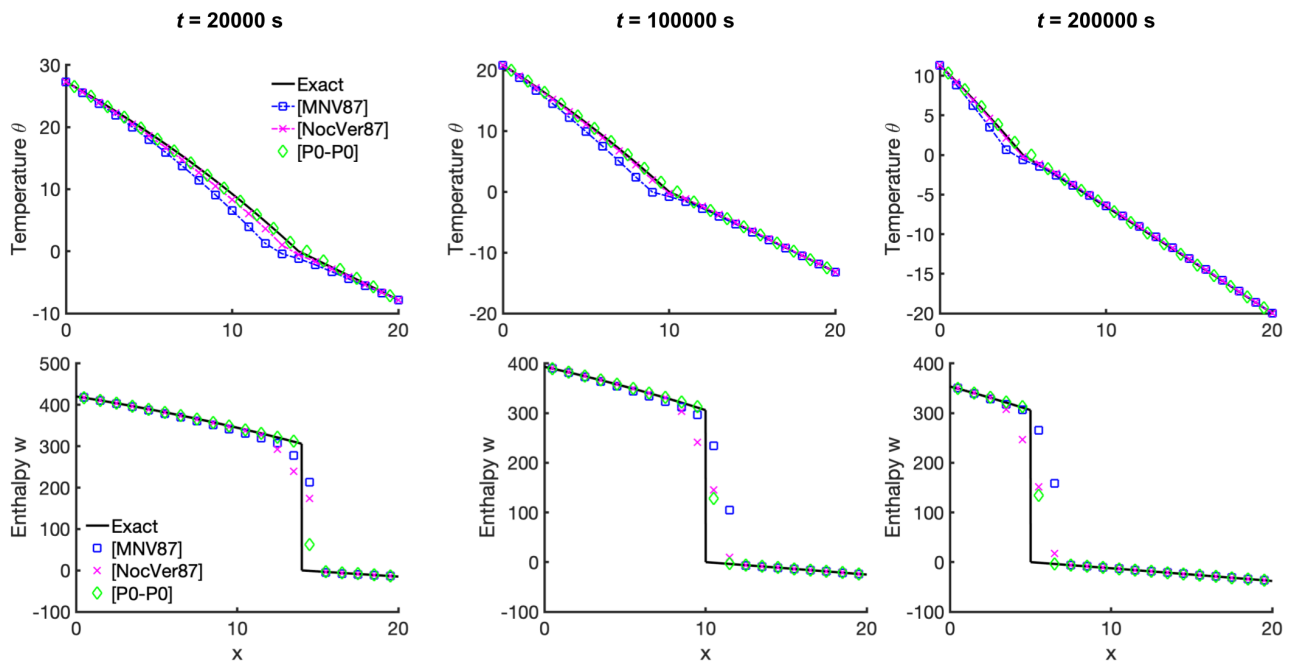 t = 20000 s
t = 100000 s
t = 200000 s
30
20
10
0
-10
Temperature θ
0
10
20
Exact
[MNV87]
[NocVer87]
[P0-P0]
20
10
0
-10
-20
Temperature θ
0
10
20
10
5
0
-5
-10
-15
-20
Temperature θ
0
10
20
500
400
300
200
100
0
-100
Enthalpy w
Exact
[MNV87]
[NocVer87]
[P0-P0]
0
10
20
x
400
300
200
100
0
-100
Enthalpy w
0
10
20
x
400
300
200
100
0
-100
Enthalpy w
0
10
20
x